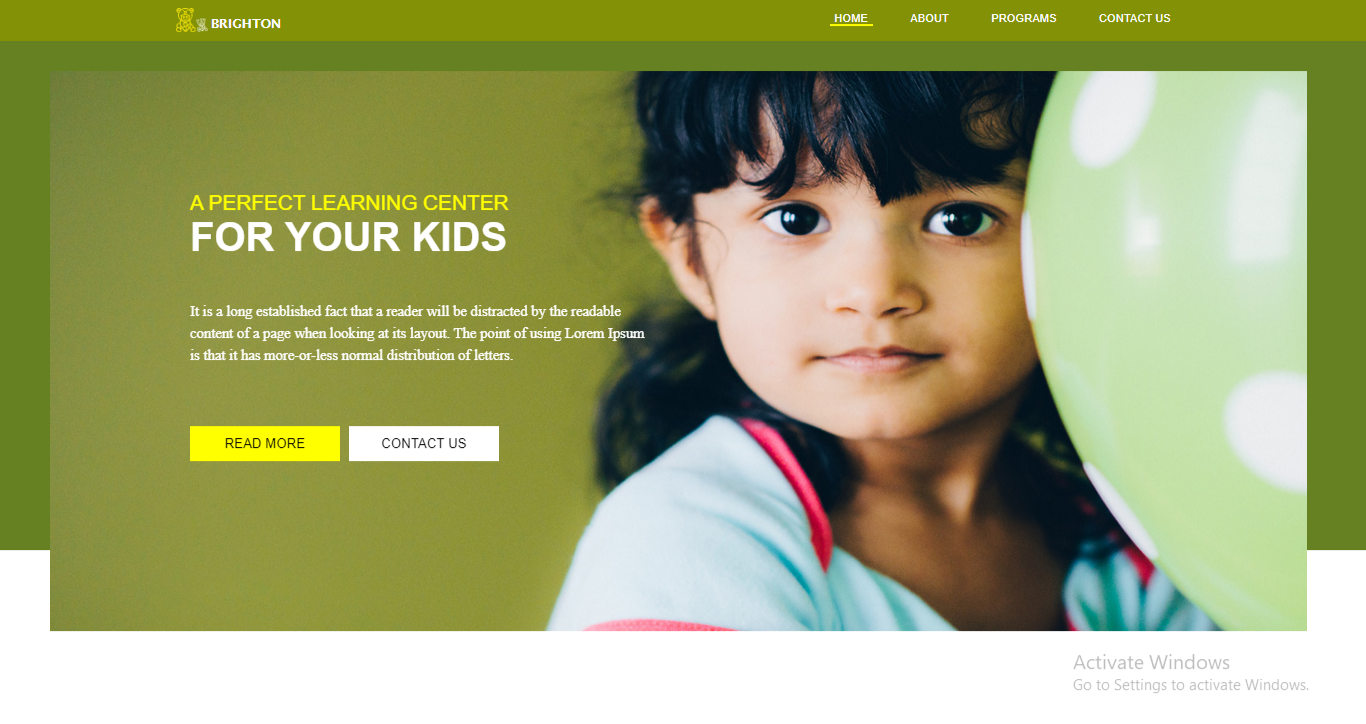 BRIGHTON
HOME ABOUT PROGRAMS CONTACT US
A PERFECT LEARNING CENTER
FOR YOUR KIDS
It is a long established fact that a reader will be distracted by the readable
content of a page when looking at its layout. The point of using Lorem Ipsum
is that it has more-or-less normal distribution of letters.
READ MORE CONTACT US
Activate Windows
Go to Settings to activate Windows.